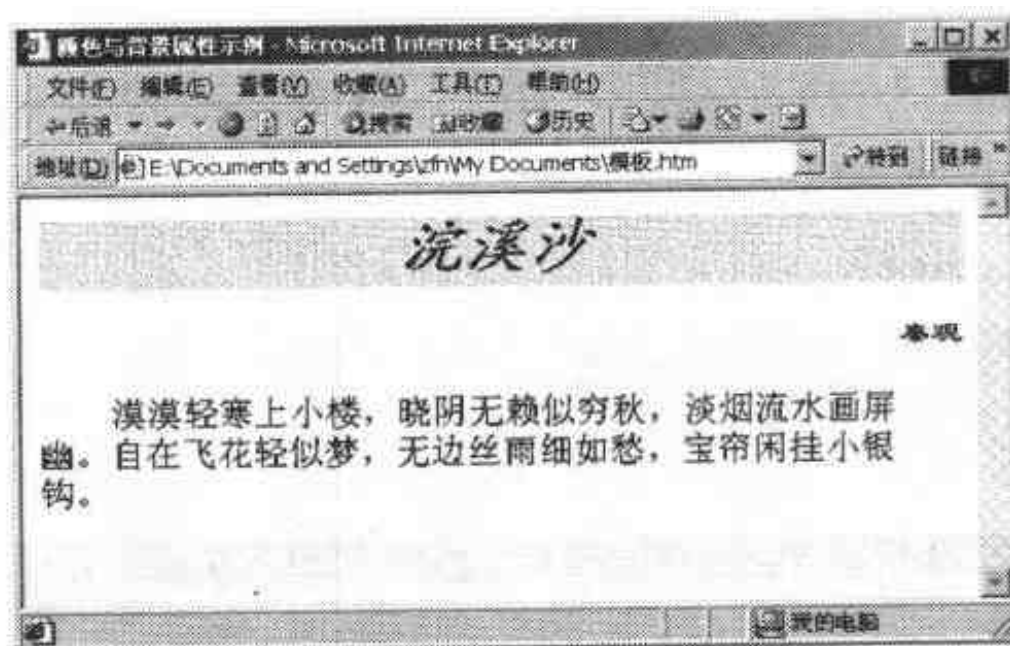 颜色与背景属性示例 - Microsoft Internet Explorer
文件(F) 编辑(E) 查看(V) 收藏(A) 工具(T) 帮助(H)
后退 搜索 收藏 历史
地址(D) E:\Documents and Settings\zfh\My Documents\模板.htm 转到 链接 »
浣溪沙
秦观
漠漠轻寒上小楼，晓阴无赖似穷秋，淡烟流水画屏
幽。自在飞花轻似梦，无边丝雨细如愁，宝帘闲挂小银
钩。
我的电脑